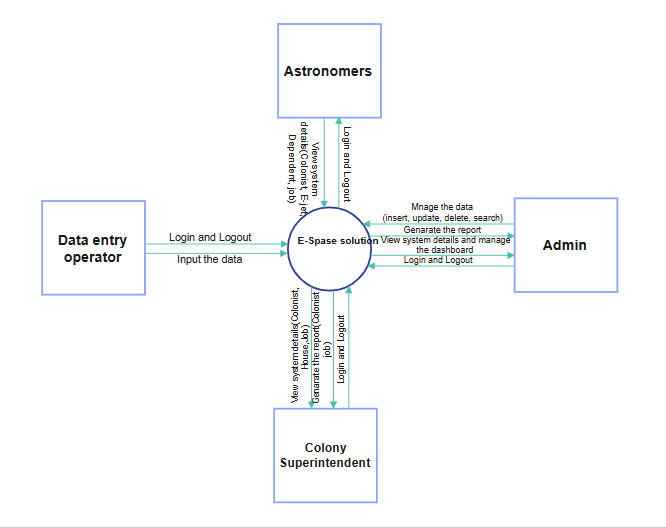 Astronomers
View system
details(Colonist, E-jet,
Dependent, job)
Login and Logout
Data entry
operator
Login and Logout
Input the data
E-Spase solution
Mnage the data
(insert, update, delete, search)
Genarate the report
View system details and manage
the dashboard
Login and Logout
Admin
View system details(Colonist,
House,Job)
Genarate the report(Colonist
job)
Login and Logout
Colony
Superintendent